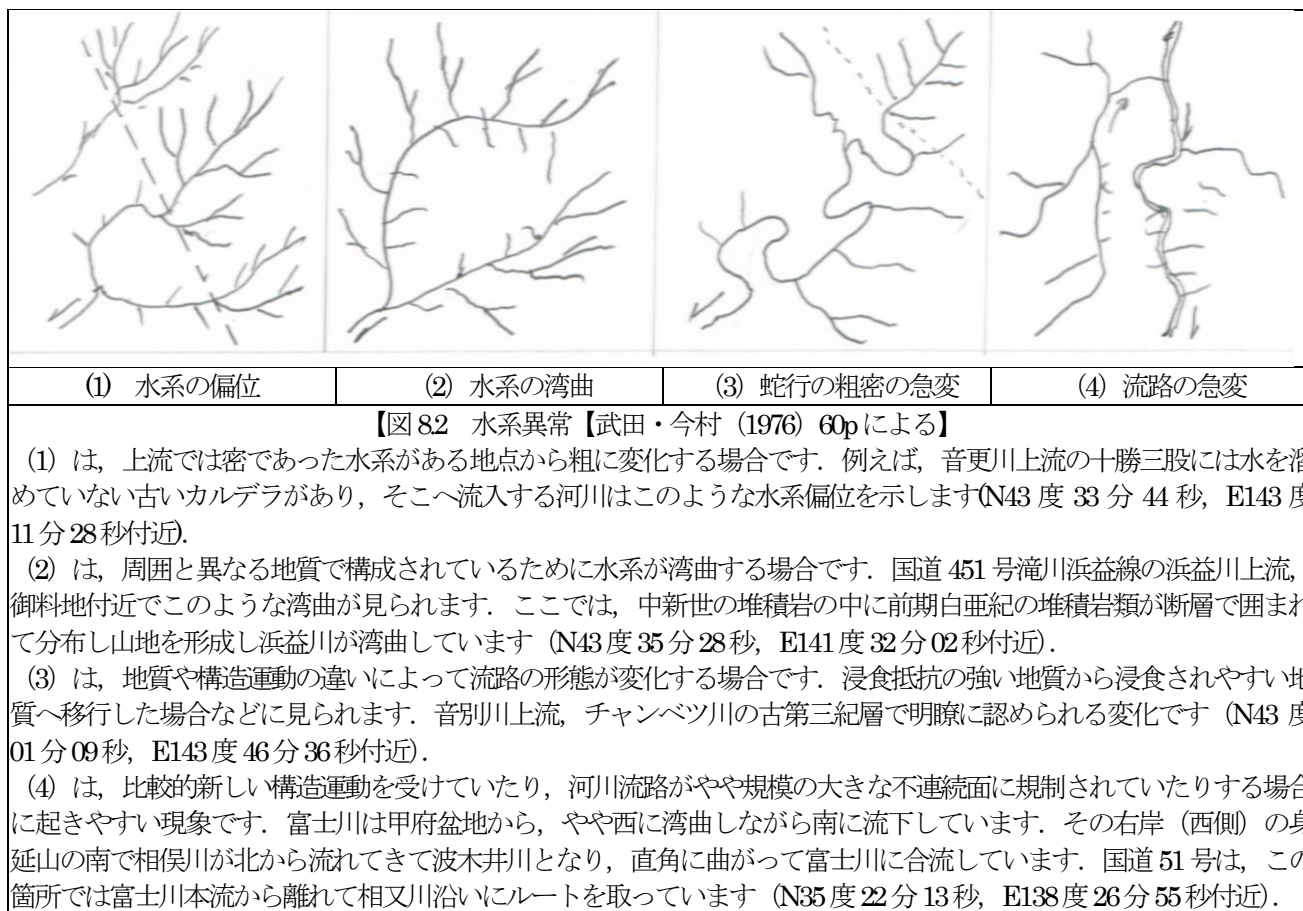 (1) 水系の偏位
(2) 水系の湾曲
(3) 蛇行の粗密の急変
(4) 流路の急変
【図 8.2 水系異常【武田・今村（1976）60p による】
(1) は，上流では密であった水系がある地点から粗に変化する場合です．例えば，音更川上流の十勝三股には水を溜
めていない古いカルデラがあり，そこへ流入する河川はこのような水系偏位を示します(N43 度 33 分 44 秒，E143 度
11 分 28 秒付近).
(2) は，周囲と異なる地質で構成されているために水系が湾曲する場合です．国道 451 号滝川浜益線の浜益川上流，
御料地付近でこのような湾曲が見られます．ここでは，中新世の堆積岩の中に前期白亜紀の堆積岩類が断層で囲まれ
て分布し山地を形成し浜益川が湾曲しています（N43 度 35 分 28 秒，E141 度 32 分 02 秒付近）．
(3) は，地質や構造運動の違いによって流路の形態が変化する場合です．浸食抵抗の強い地質から浸食されやすい地
質へ移行した場合などに見られます．音別川上流，チャンベツ川の古第三紀層で明瞭に認められる変化です（N43 度
01 分 09 秒，E143 度 46 分 36 秒付近）．
(4) は，比較的新しい構造運動を受けていたり，河川流路がやや規模の大きな不連続面に規制されていたりする場合
に起きやすい現象です．富士川は甲府盆地から，やや西に湾曲しながら南に流下しています．その右岸（西側）の身
延山の南で相俣川が北から流れてきて波木井川となり，直角に曲がって富士川に合流しています．国道 51 号は，この
箇所では富士川本流から離れて相又川沿いにルートを取っています（N35 度 22 分 13 秒，E138 度 26 分 55 秒付近）．